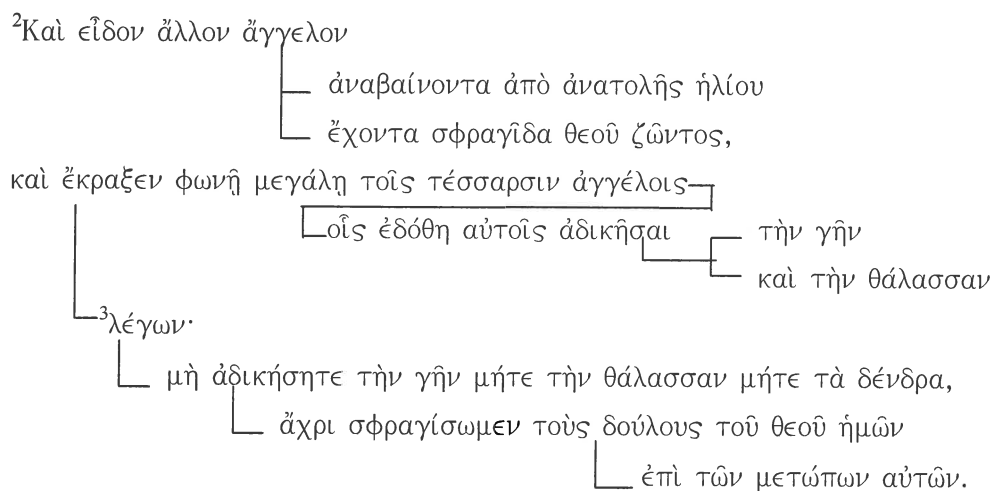 ²Καὶ εἶδον ἄλλον ἄγγελον
ἀναβαίνοντα ἀπὸ ἀνατολῆς ἡλίου
ἔχοντα σφραγῖδα θεοῦ ζῶντος,
καὶ ἔκραξεν φωνῇ μεγάλῃ τοῖς τέσσαρσιν ἀγγέλοις
οἷς ἐδόθη αὐτοῖς ἀδικῆσαι τὴν γῆν
καὶ τὴν θάλασσαν
³λέγων·
μὴ ἀδικήσητε τὴν γῆν μήτε τὴν θάλασσαν μήτε τὰ δένδρα,
ἄχρι σφραγίσωμεν τοὺς δούλους τοῦ θεοῦ ἡμῶν
ἐπὶ τῶν μετώπων αὐτῶν.